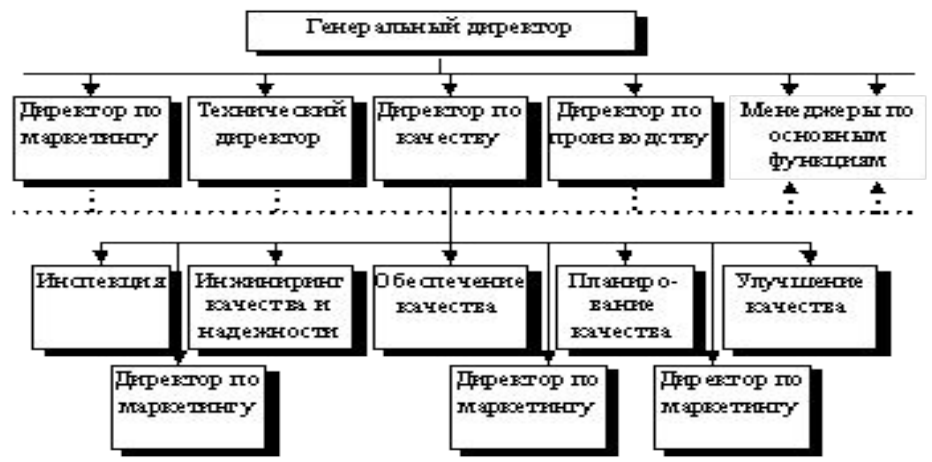 Генеральный директор
Директор по
маркетингу
Технический
директор
Директор по
качеству
Директор по
производству
Менеджеры по
основным
функциям
Инспекция
Инжиниринг
качества и
надежности
Обеспечение
качества
Планиро-
вание
качества
Улучшение
качества
Директор по
маркетингу
Директор по
маркетингу
Директор по
маркетингу